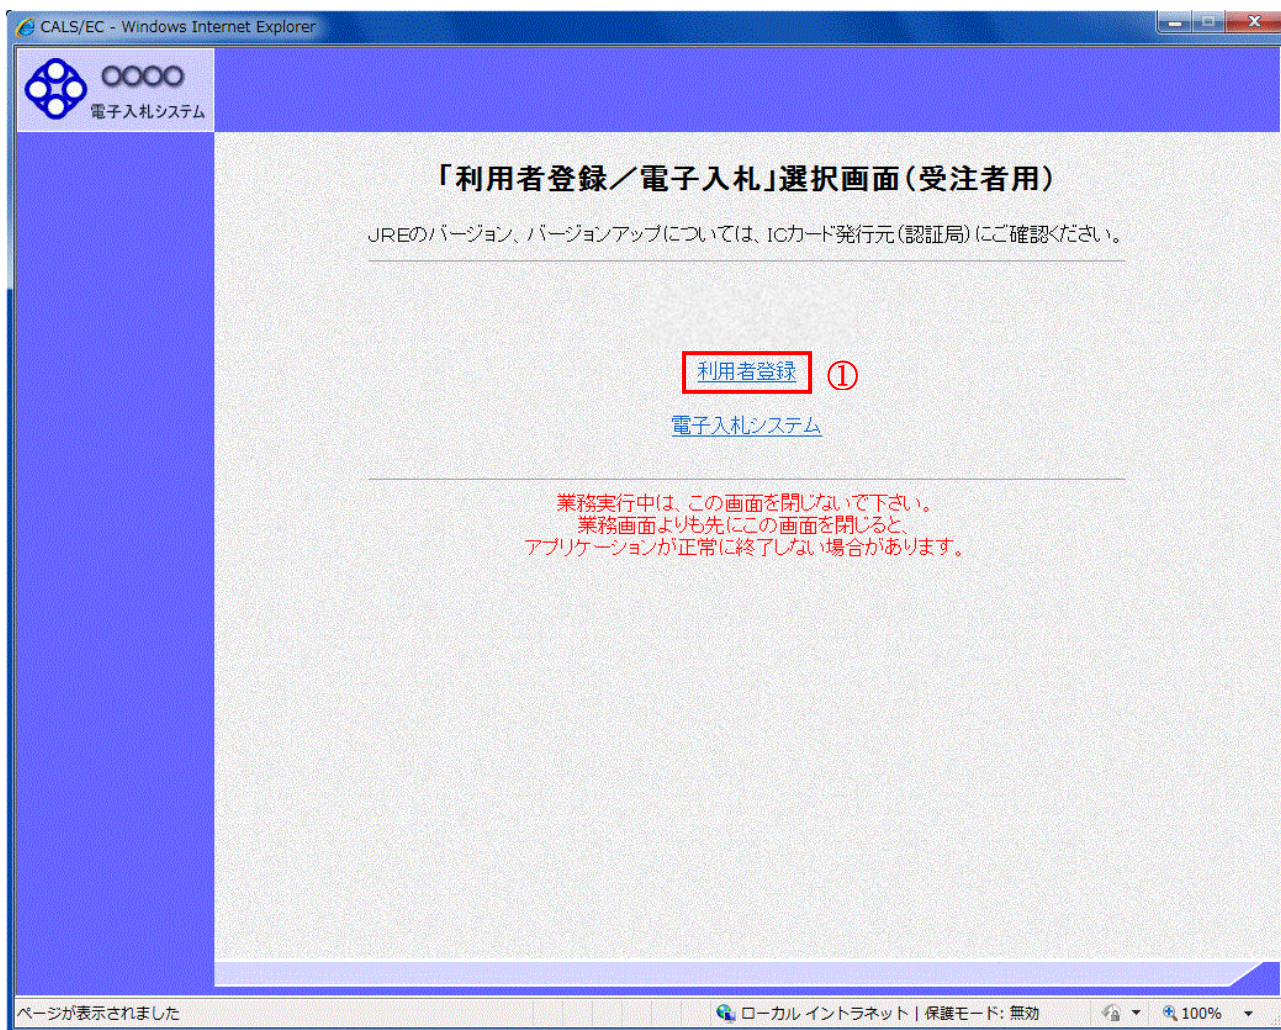 CALS/EC - Windows Internet Explorer
〇〇〇〇
電子入札システム
「利用者登録／電子入札」選択画面（受注者用）
JREのバージョン、バージョンアップについては、ICカード発行元（認証局）にご確認ください。
利用者登録 ①
電子入札システム
業務実行中は、この画面を閉じないで下さい。
業務画面よりも先にこの画面を閉じると、
アプリケーションが正常に終了しない場合があります。
ページが表示されました ローカル イントラネット | 保護モード: 無効 100%